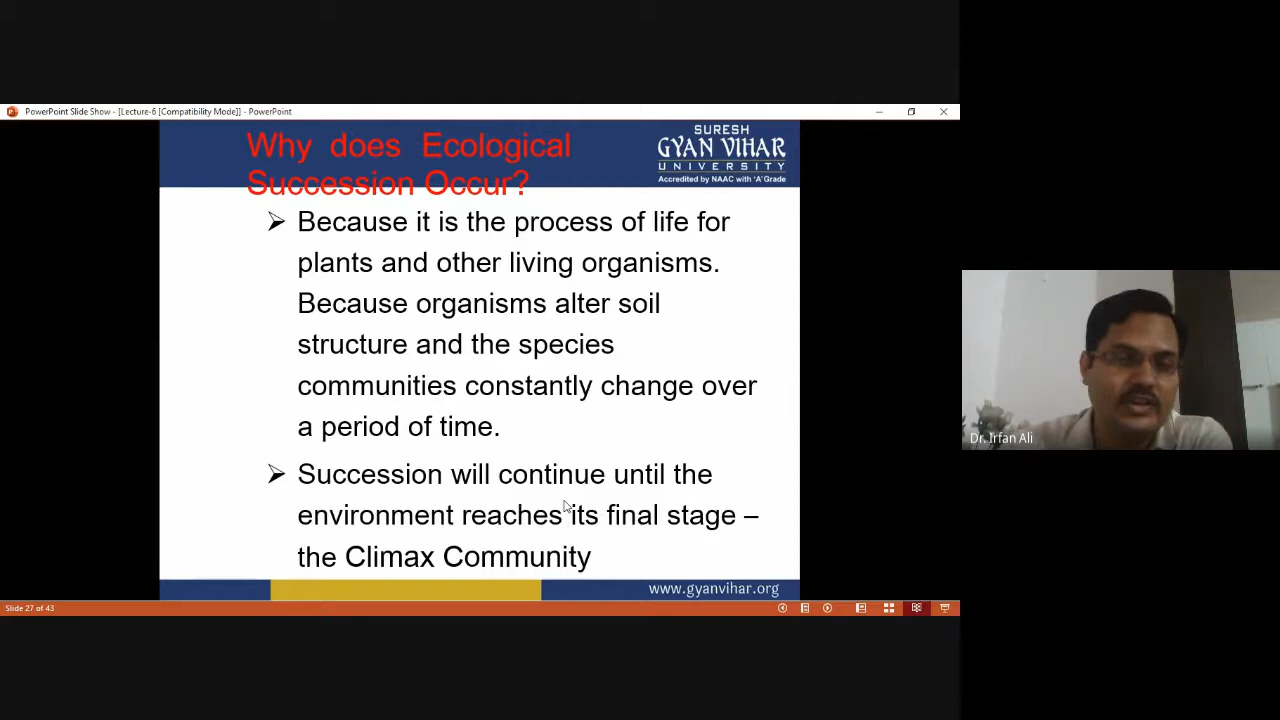 PowerPoint Slide Show - [Lecture-6 [Compatibility Mode]] - PowerPoint
Why does Ecological
Succession Occur?
SURESH
GYAN VIHAR
UNIVERSITY
Accredited by NAAC with 'A' Grade
➢ Because it is the process of life for
plants and other living organisms.
Because organisms alter soil
structure and the species
communities constantly change over
a period of time.
➢ Succession will continue until the
environment reaches its final stage –
the Climax Community
www.gyanvihar.org
Slide 27 of 43
Dr. Irfan Ali